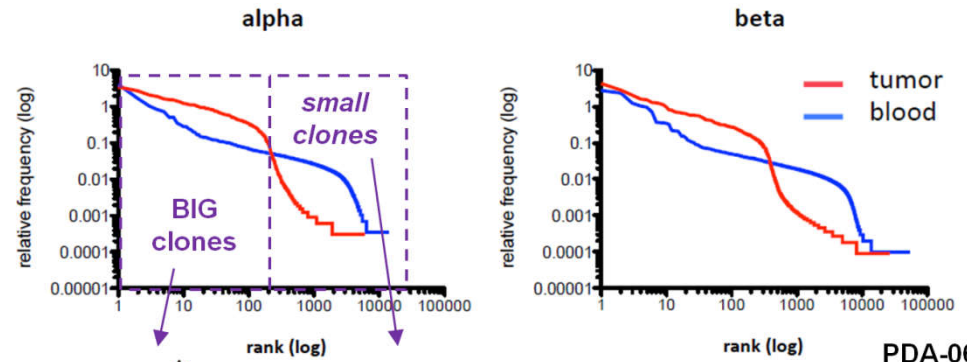 alpha
relative frequency (log)
10
1
0.1
0.01
0.001
0.0001
0.00001
BIG
clones
small
clones
1
10
100
1000
10000
100000
rank (log)
beta
relative frequency (log)
10
1
0.1
0.01
0.001
0.0001
0.00001
tumor
blood
1
10
100
1000
10000
100000
rank (log)